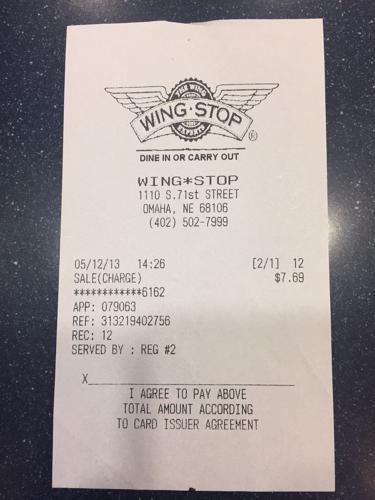 THE WING
WING·STOP
EXPERTS
®
DINE IN OR CARRY OUT
WING*STOP
1110 S.71st STREET
OMAHA, NE 68106
(402) 502-7999
05/12/13 14:26 [2/1] 12
SALE(CHARGE) $7.69
************6162
APP: 079063
REF: 313219402756
REC: 12
SERVED BY : REG #2
X
I AGREE TO PAY ABOVE
TOTAL AMOUNT ACCORDING
TO CARD ISSUER AGREEMENT